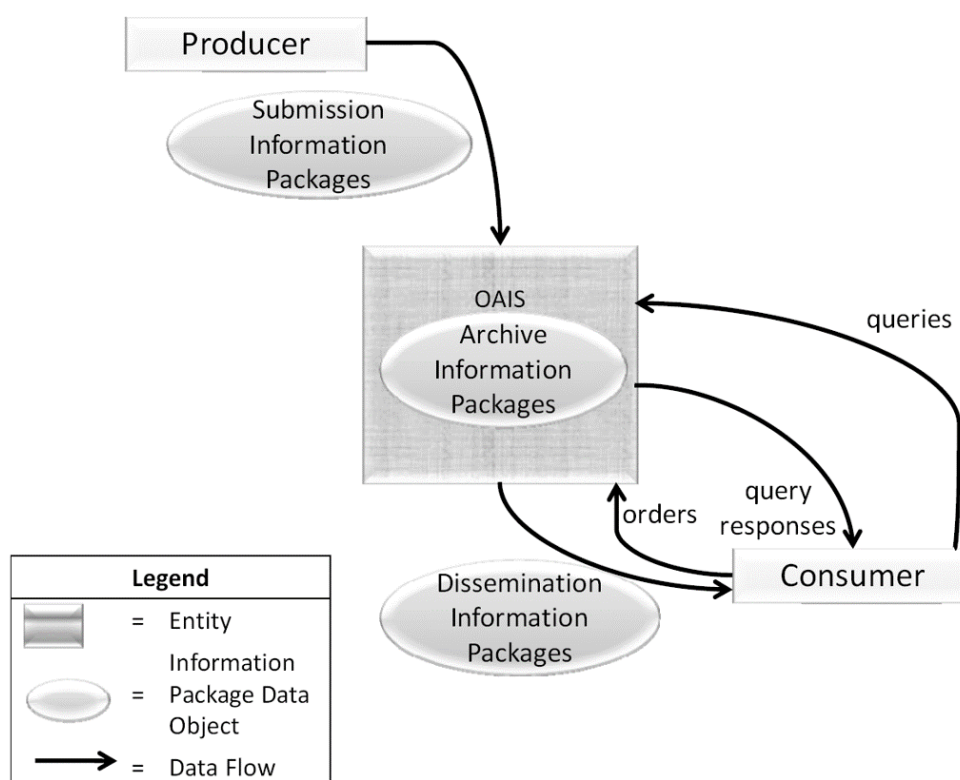 Producer
Submission
Information
Packages
OAIS
Archive
Information
Packages
queries
query
responses
orders
Consumer
Dissemination
Information
Packages
Legend
= Entity
Information
= Package Data
Object
= Data Flow